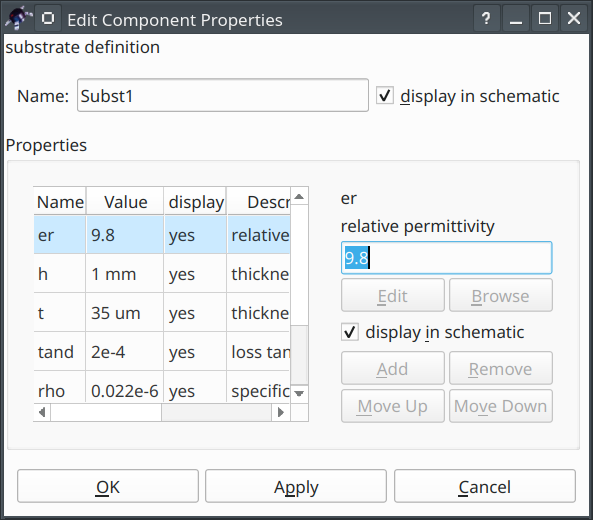 Edit Component Properties
substrate definition
Name: Subst1 display in schematic
Properties
Name Value display Descr
er 9.8 yes relative
h 1 mm yes thickne
t 35 um yes thickne
tand 2e-4 yes loss tan
rho 0.022e-6 yes specific
er
relative permittivity
9.8
Edit Browse
display in schematic
Add Remove
Move Up Move Down
OK Apply Cancel